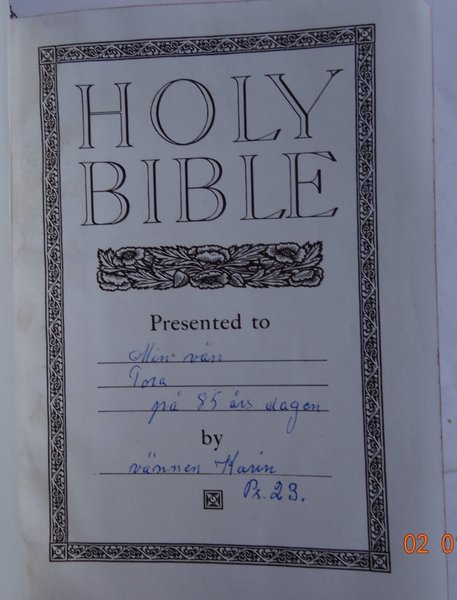 HOLY
BIBLE
Presented to
Min vän
Tora
på 85 års dagen
by
vännen Karin
Ps. 23.
02 0